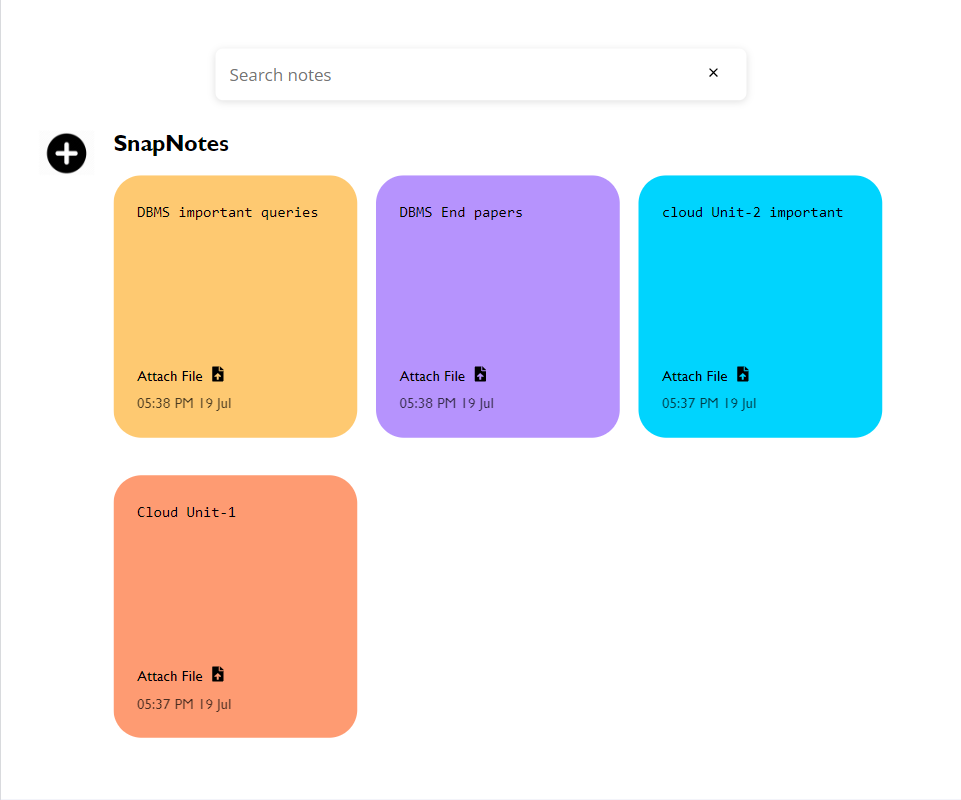 Search notes
SnapNotes
DBMS important queries
Attach File
05:38 PM 19 Jul
DBMS End papers
Attach File
05:38 PM 19 Jul
cloud Unit-2 important
Attach File
05:37 PM 19 Jul
Cloud Unit-1
Attach File
05:37 PM 19 Jul